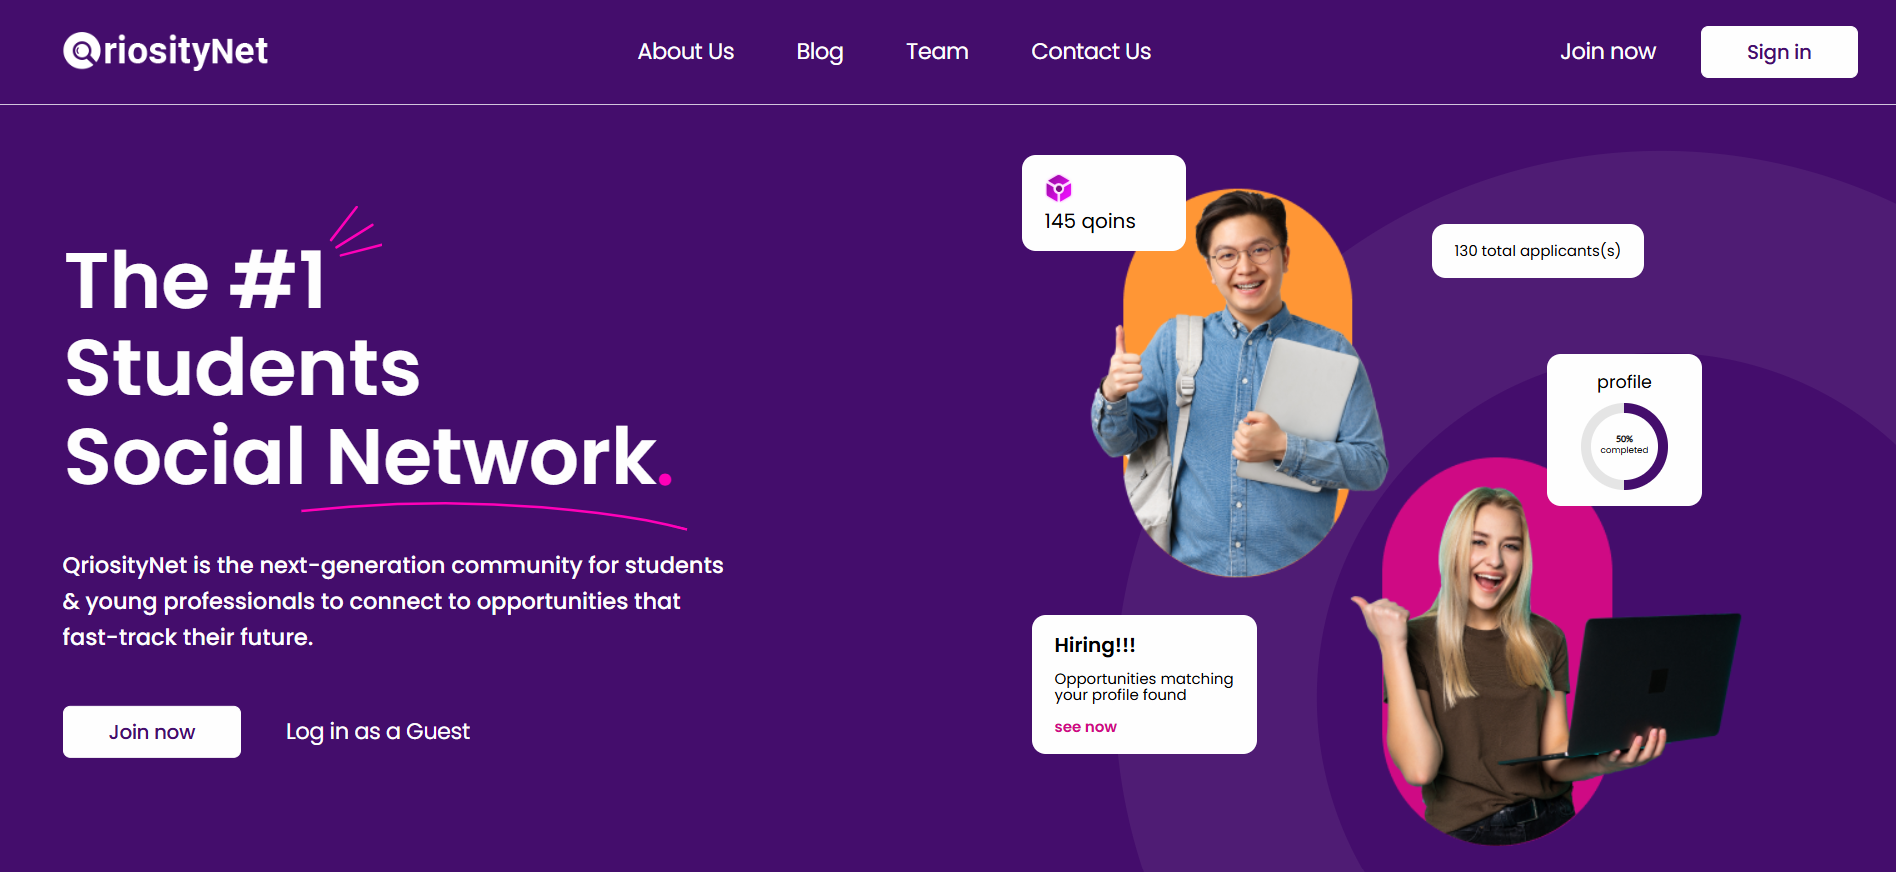 QriosityNet
About Us
Blog
Team
Contact Us
Join now
Sign in
The #1
Students
Social Network.
QriosityNet is the next-generation community for students
& young professionals to connect to opportunities that
fast-track their future.
Join now
Log in as a Guest
145 qoins
130 total applicants(s)
profile
50%
completed
Hiring!!!
Opportunities matching
your profile found
see now